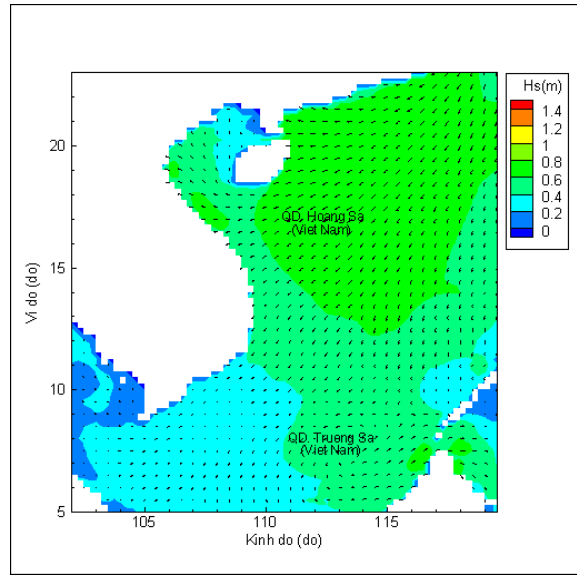 Hs(m)
1.4
1.2
1
0.8
0.6
0.4
0.2
0
20
15
10
5
Vi do (do)
QD. Hoang Sa
(Viet Nam)
QD. Truong Sa
(Viet Nam)
105
110
115
Kinh do (do)